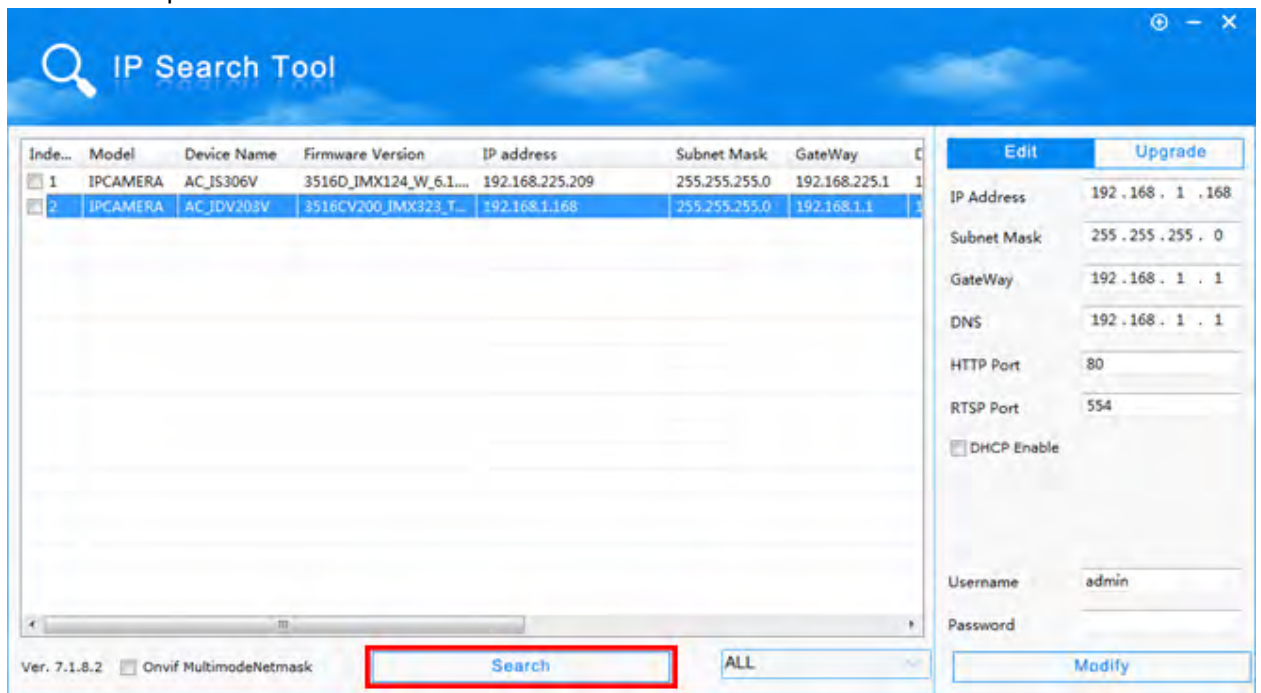 IP Search Tool
Inde... Model Device Name Firmware Version IP address Subnet Mask GateWay
1 IPCAMERA AC_IS306V 3516D_IMX124_W_6.1.... 192.168.225.209 255.255.255.0 192.168.225.1 1
2 IPCAMERA AC_IDV203V 3516CV200_IMX323_T... 192.168.1.168 255.255.255.0 192.168.1.1 1
Edit Upgrade
IP Address 192 . 168 . 1 . 168
Subnet Mask 255 . 255 . 255 . 0
GateWay 192 . 168 . 1 . 1
DNS 192 . 168 . 1 . 1
HTTP Port 80
RTSP Port 554
DHCP Enable
Username admin
Password
Modify
Ver. 7.1.8.2 Onvif MultimodeNetmask Search ALL